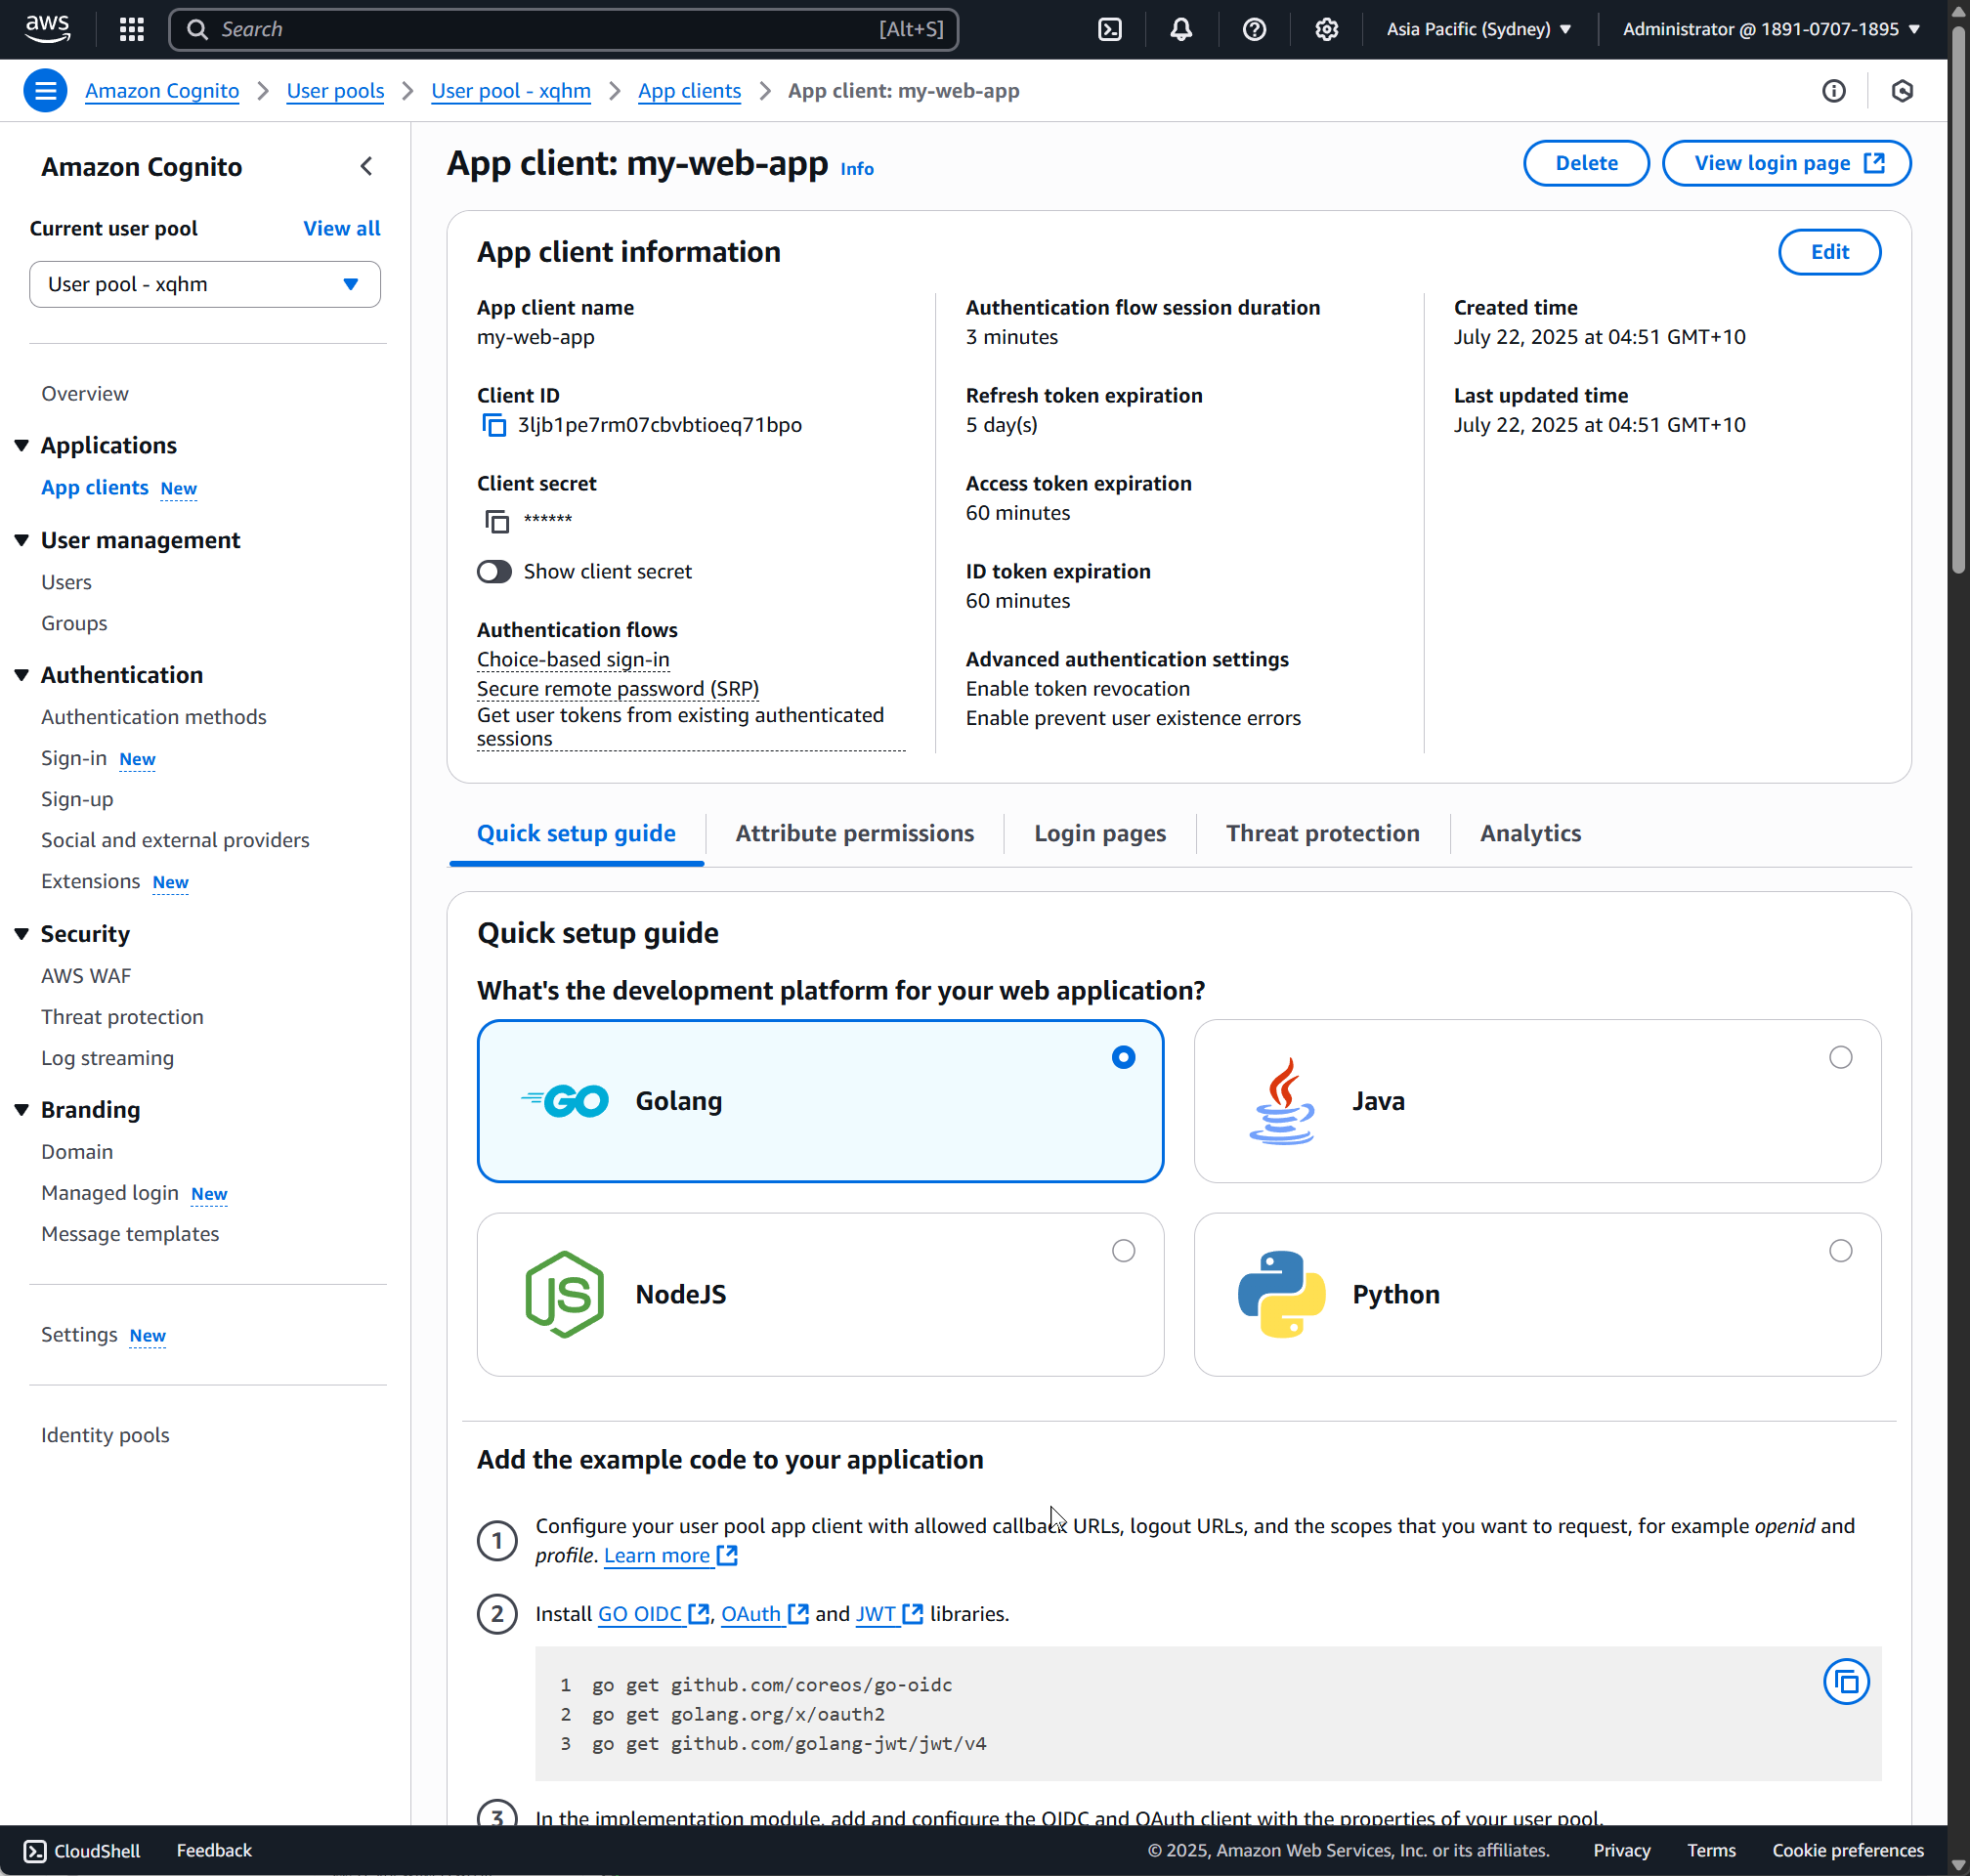 aws
Search [Alt+S]
Asia Pacific (Sydney)
Administrator @ 1891-0707-1895
Amazon Cognito
User pools
User pool - xqhm
App clients
App client: my-web-app
Amazon Cognito
Current user pool
View all
User pool - xqhm
Overview
Applications
App clients New
User management
Users
Groups
Authentication
Authentication methods
Sign-in New
Sign-up
Social and external providers
Extensions New
Security
AWS WAF
Threat protection
Log streaming
Branding
Domain
Managed login New
Message templates
Settings New
Identity pools
App client: my-web-app Info
Delete
View login page
App client information
Edit
App client name
my-web-app
Client ID
3ljb1pe7rm07cbvbtioeq71bpo
Client secret
******
Show client secret
Authentication flows
Choice-based sign-in
Secure remote password (SRP)
Get user tokens from existing authenticated
sessions
Authentication flow session duration
3 minutes
Refresh token expiration
5 day(s)
Access token expiration
60 minutes
ID token expiration
60 minutes
Advanced authentication settings
Enable token revocation
Enable prevent user existence errors
Created time
July 22, 2025 at 04:51 GMT+10
Last updated time
July 22, 2025 at 04:51 GMT+10
Quick setup guide
Attribute permissions
Login pages
Threat protection
Analytics
Quick setup guide
What's the development platform for your web application?
GO
Golang
Java
JS
NodeJS
Python
Add the example code to your application
1
Configure your user pool app client with allowed callback URLs, logout URLs, and the scopes that you want to request, for example openid and
profile. Learn more
2
Install GO OIDC, OAuth and JWT libraries.
1 go get github.com/coreos/go-oidc
2 go get golang.org/x/oauth2
3 go get github.com/golang-jwt/jwt/v4
3
In the implementation module, add and configure the OIDC and OAuth client with the properties of your user pool.
CloudShell
Feedback
© 2025, Amazon Web Services, Inc. or its affiliates.
Privacy
Terms
Cookie preferences